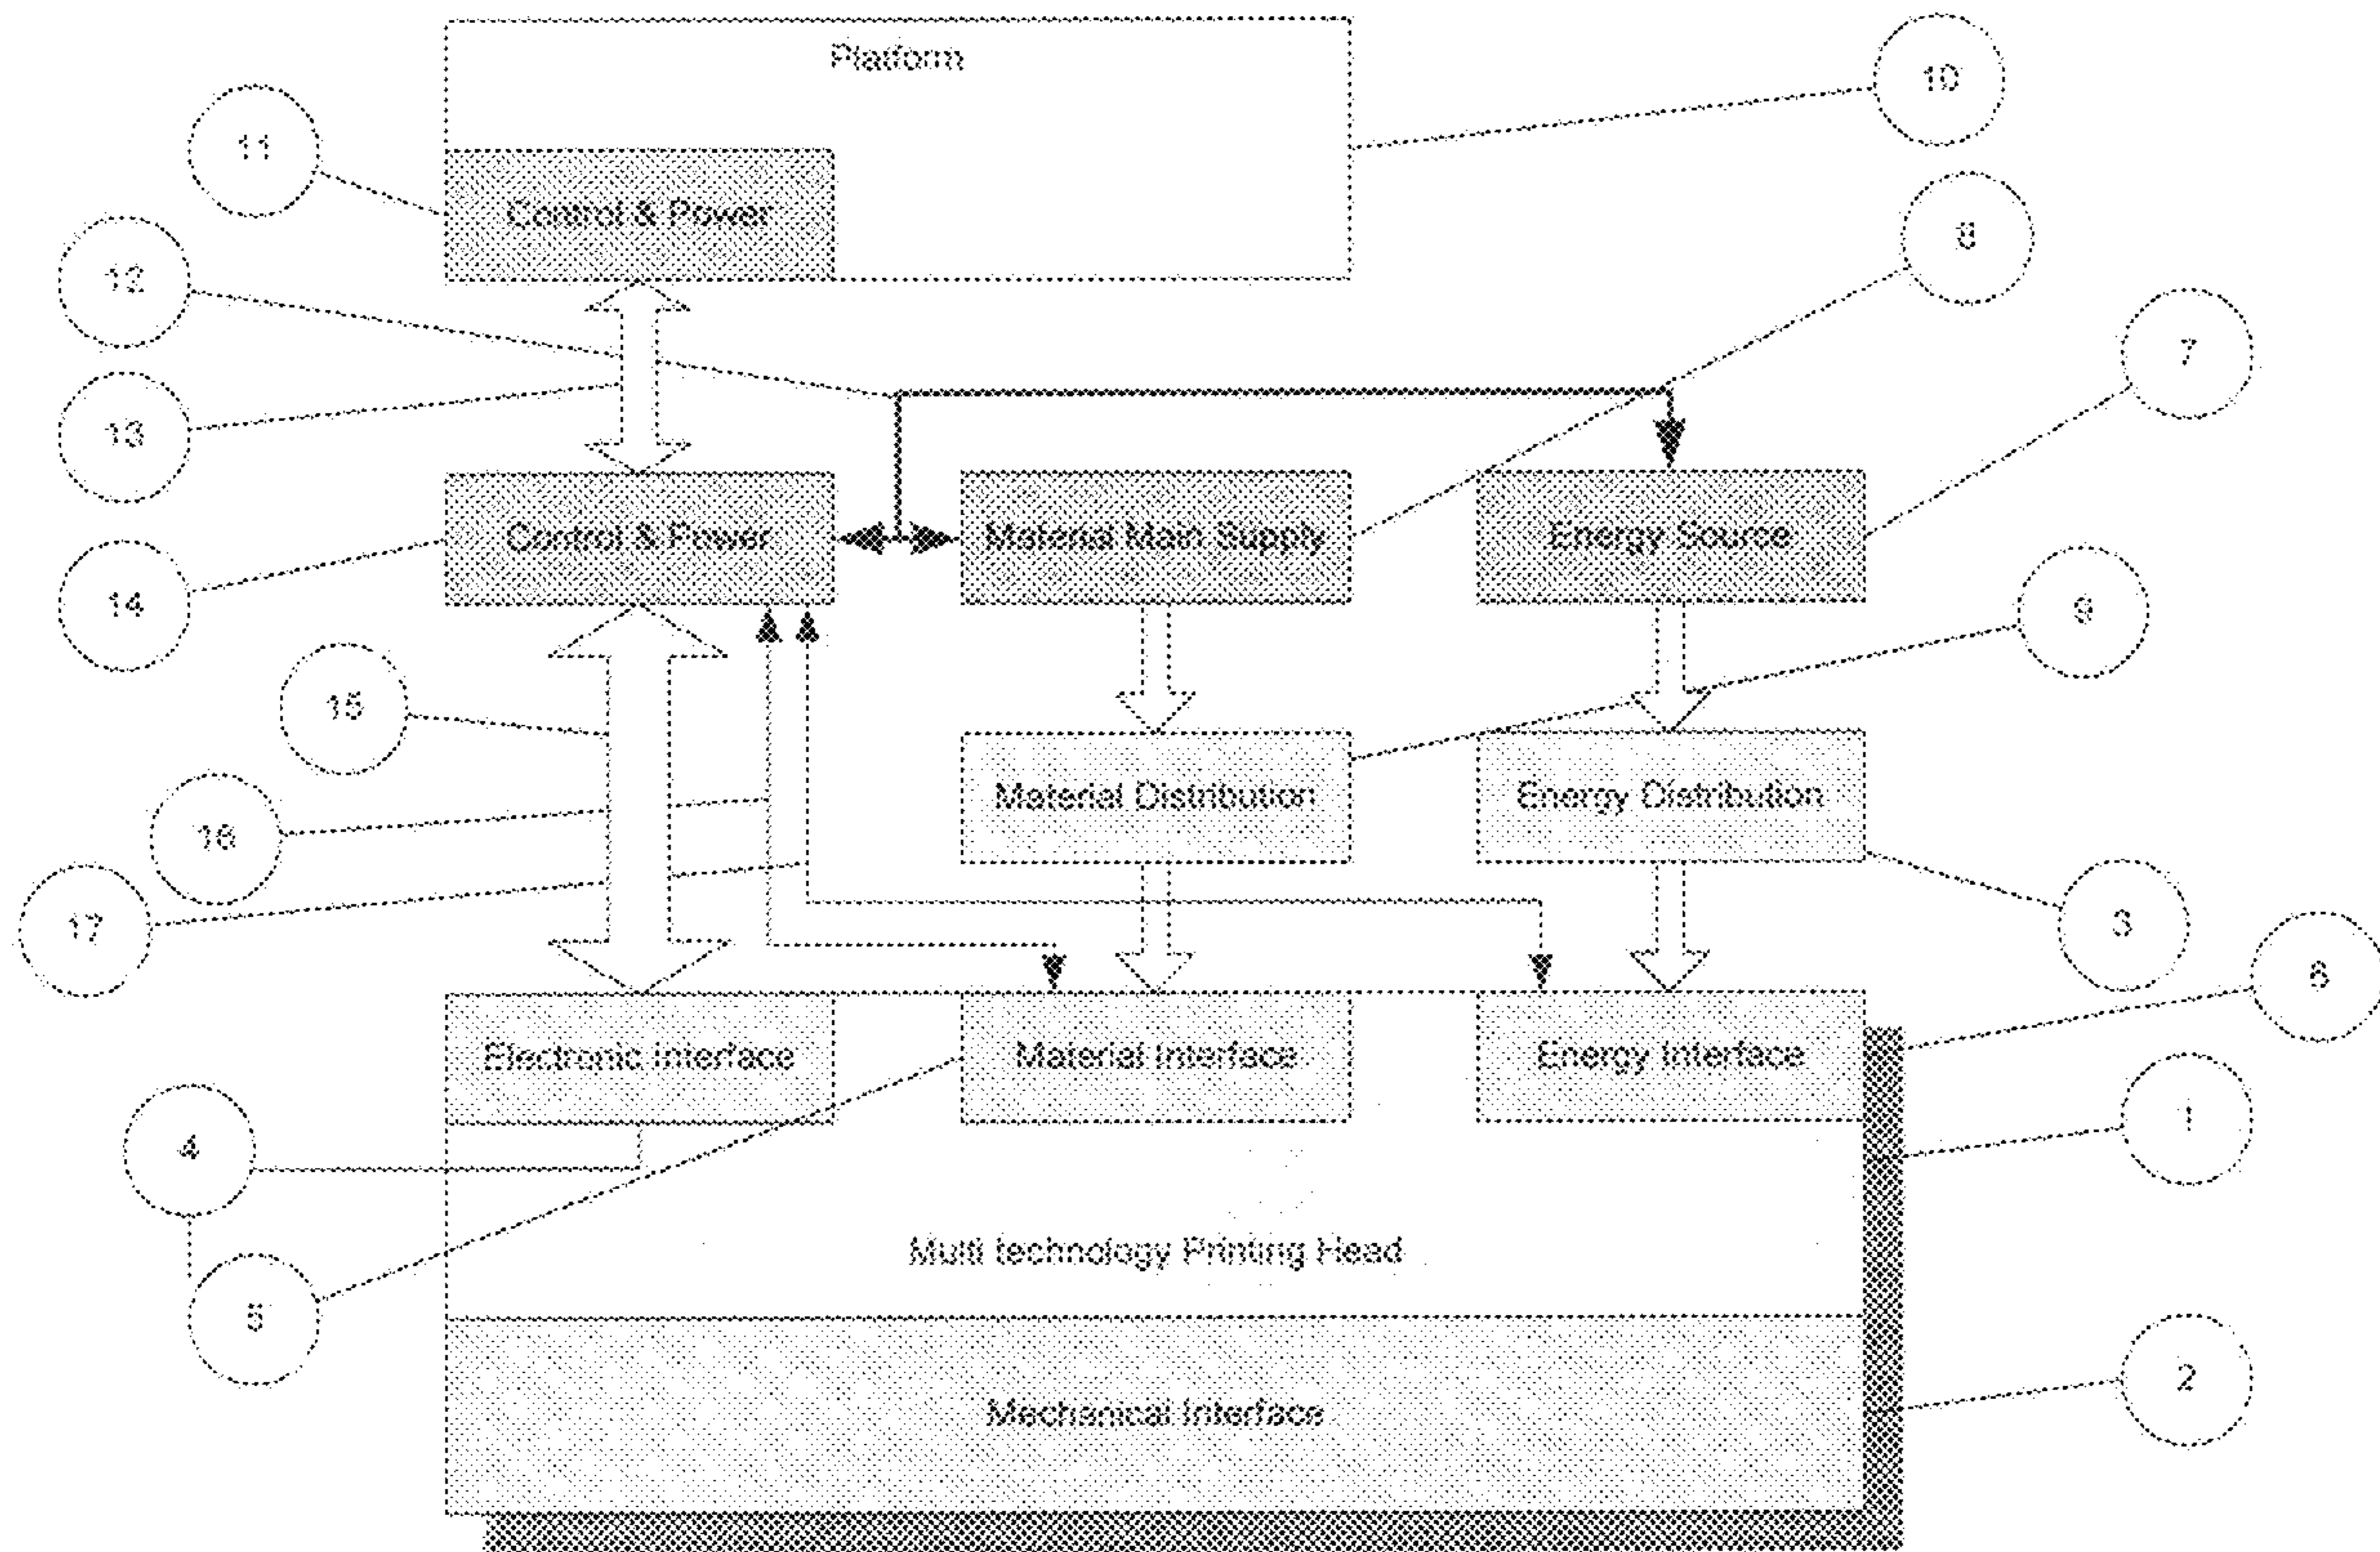 Platform
10
11
Control & Power
8
12
7
13
Control & Power
Material Main Supply
Energy Source
14
9
15
Material Distribution
Energy Distribution
16
17
3
6
Electronic Interface
Material Interface
Energy Interface
1
4
Multi technology Printing Head
5
2
Mechanical Interface